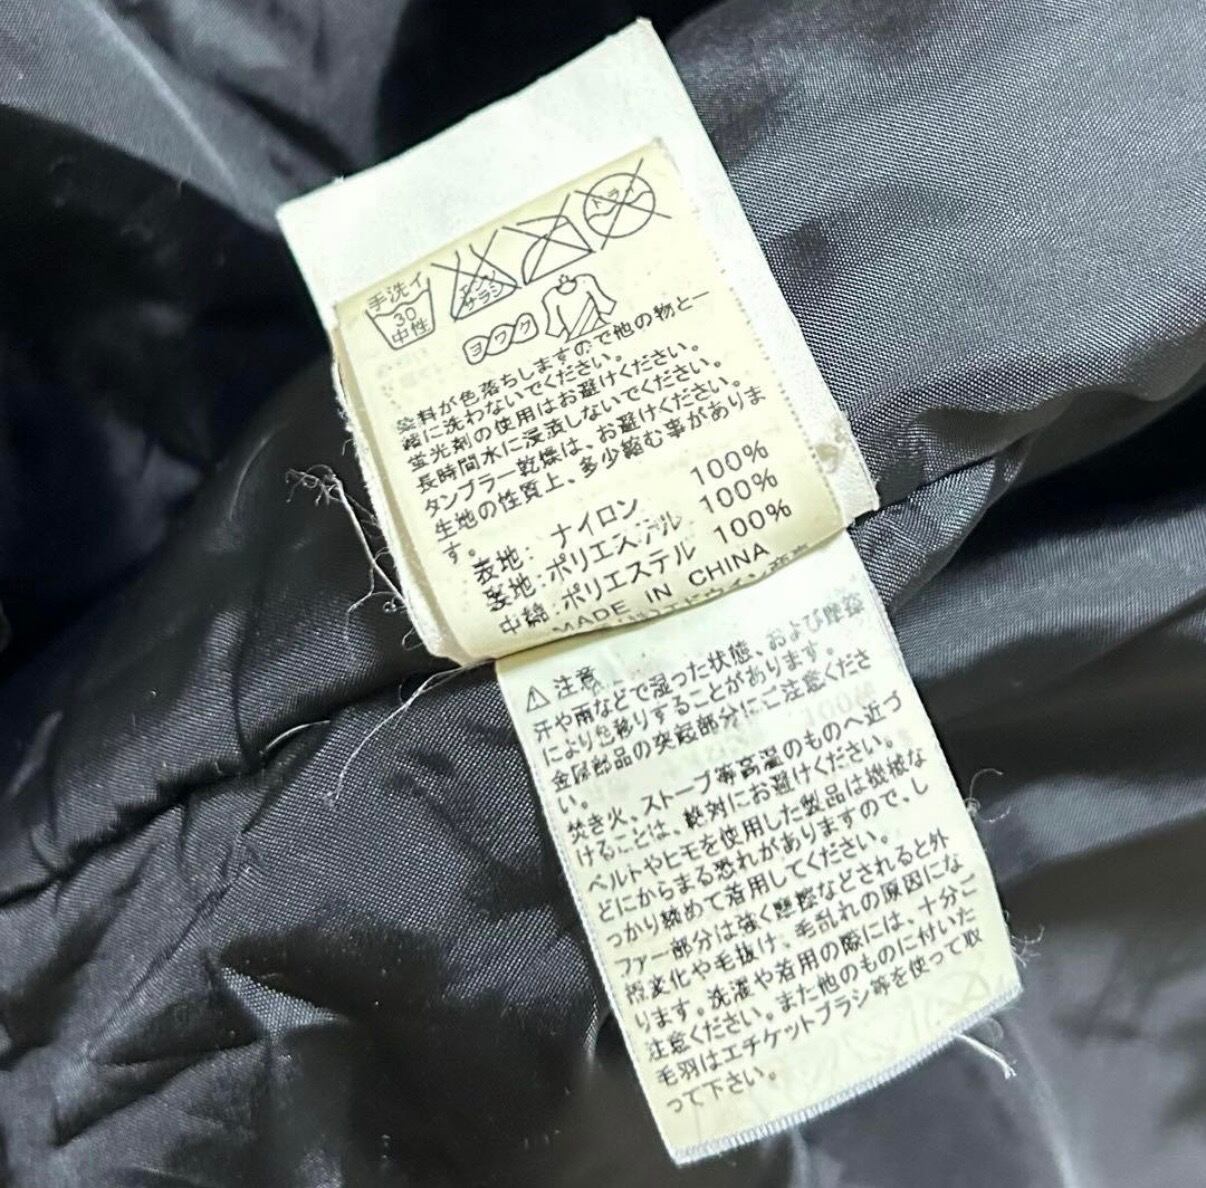 手洗イ
30
中性
エンソ
サラシ
ドライ
ヨワク
染料が色落ちしますので他の物と一
緒に洗わないでください。
蛍光剤の使用はお避けください。
長時間水に浸漬しないでください。
タンブラー乾燥は、お避けください。
生地の性質上、多少縮む事がありま
す。
表地: ナイロン 100%
裏地:ポリエステル 100%
中綿:ポリエステル 100%
MADE IN CHINA
エドウイン商事
⚠注意
汗や雨などで湿った状態、および摩擦
により色移りすることがあります。
金属部品の突起部分にご注意くださ
い。
焚き火、ストーブ等高温のものへ近づ
けることは、絶対にお避けください。
ベルトやヒモを使用した製品は機械な
どにからまる恐れがありますので、し
っかり締めて着用してください。
ファー部分は強く摩擦などされると外
段変化や毛抜け、毛乱れの原因にな
ります。洗濯や着用の際には、十分ご
注意ください。また他のものに付いた
毛羽はエチケットブラシ等を使って取
って下さい。